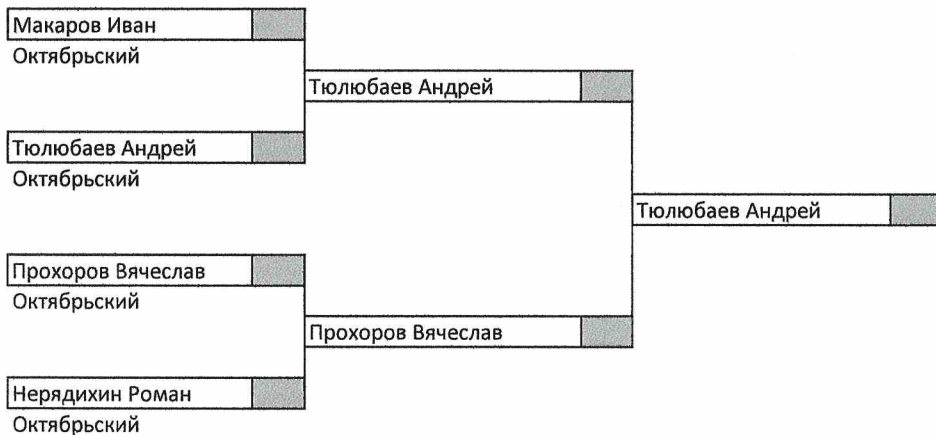 Макаров Иван
Октябрьский
Тюлюбаев Андрей
Тюлюбаев Андрей
Октябрьский
Тюлюбаев Андрей
Прохоров Вячеслав
Октябрьский
Прохоров Вячеслав
Нерядихин Роман
Октябрьский